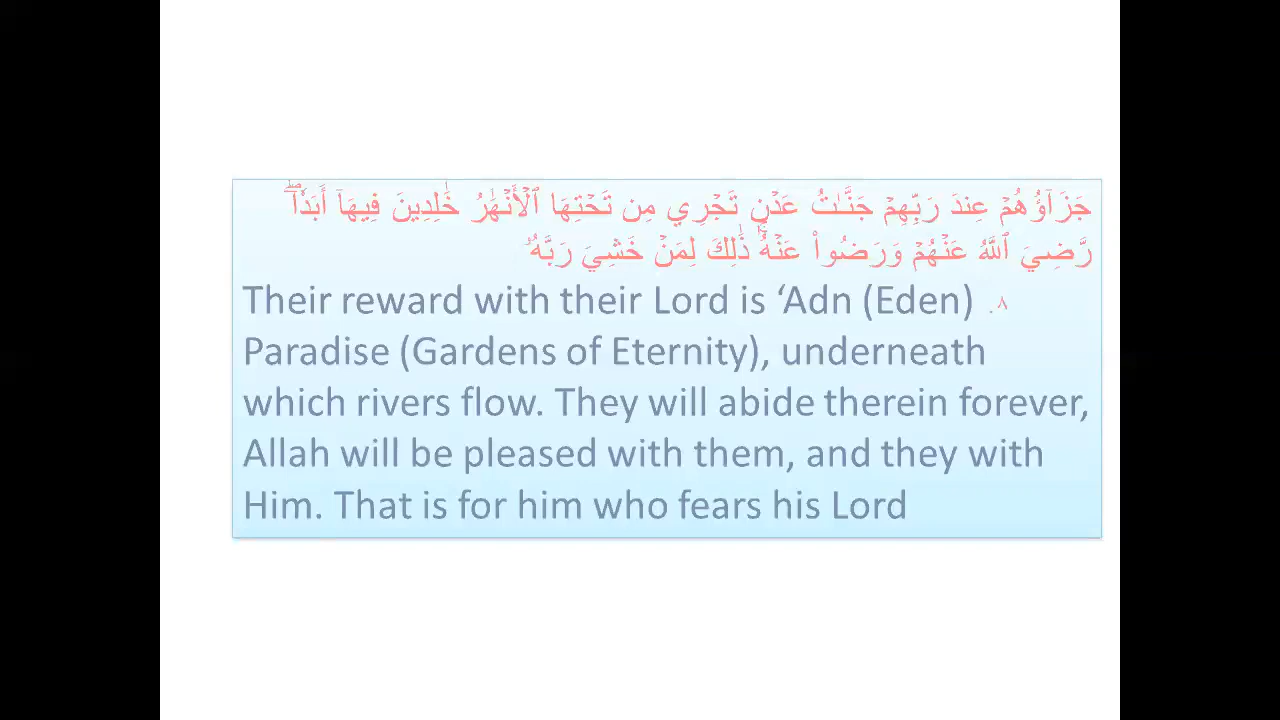 جَزَآؤُهُمۡ عِندَ رَبِّهِمۡ جَنَّـٰتُ عَدۡنٍ تَجۡرِي مِن تَحۡتِهَا ٱلۡأَنۡهَٰرُ خَٰلِدِينَ فِيهَآ أَبَدٗاۖ
رَّضِيَ ٱللَّهُ عَنۡهُمۡ وَرَضُواْ عَنۡهُۚ ذَٰلِكَ لِمَنۡ خَشِيَ رَبَّهُۥ
Their reward with their Lord is ‘Adn (Eden) .٨
Paradise (Gardens of Eternity), underneath
which rivers flow. They will abide therein forever,
Allah will be pleased with them, and they with
Him. That is for him who fears his Lord